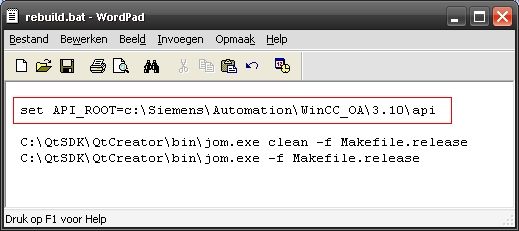 rebuild.bat - WordPad
Bestand Bewerken Beeld Invoegen Opmaak Help
set API_ROOT=c:\Siemens\Automation\WinCC_OA\3.10\api
C:\QtSDK\QtCreator\bin\jom.exe clean -f Makefile.release
C:\QtSDK\QtCreator\bin\jom.exe -f Makefile.release
Druk op F1 voor Help